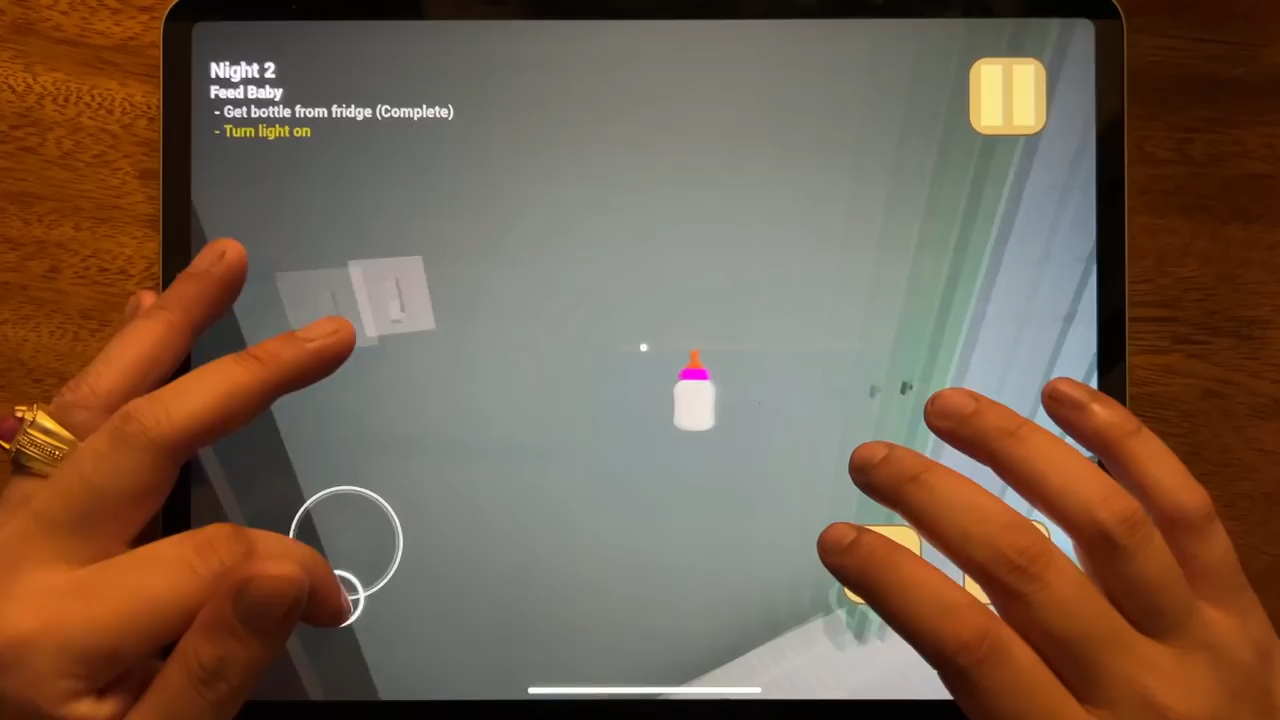 Night 2
Feed Baby
- Get bottle from fridge (Complete)
- Turn light on